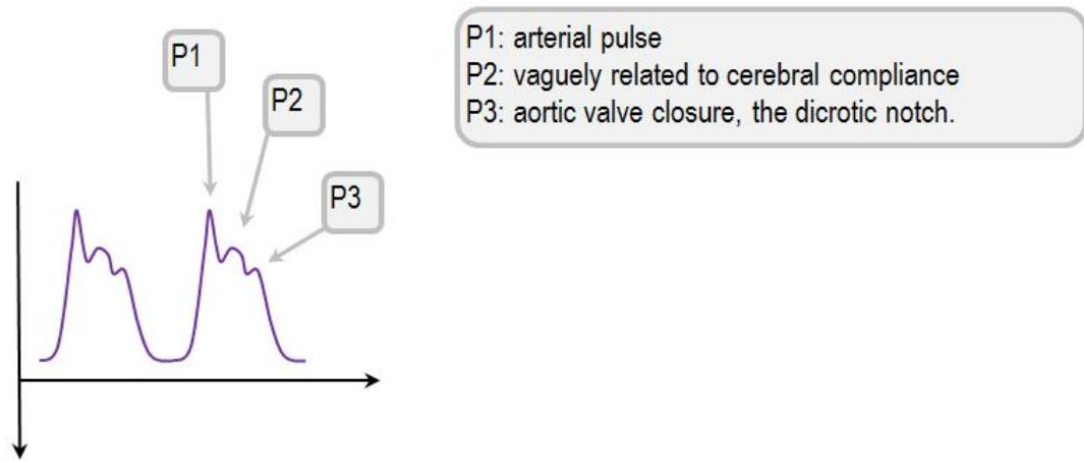 P1
P2
P3
P1: arterial pulse
P2: vaguely related to cerebral compliance
P3: aortic valve closure, the dicrotic notch.